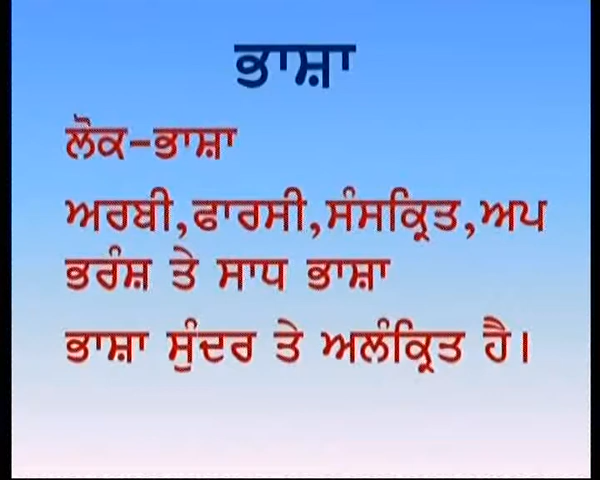 ਭਾਸ਼ਾ
ਲੋਕ-ਭਾਸ਼ਾ
ਅਰਬੀ,ਫਾਰਸੀ,ਸੰਸਕ੍ਰਿਤ,ਅਪ
ਭਰੰਸ਼ ਤੇ ਸਾਧ ਭਾਸ਼ਾ
ਭਾਸ਼ਾ ਸੁੰਦਰ ਤੇ ਅਲੰਕ੍ਰਿਤ ਹੈ।